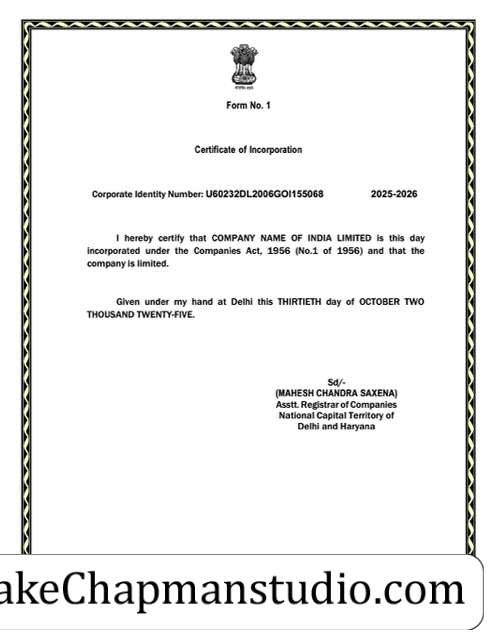 Form No. 1
Certificate of Incorporation
Corporate Identity Number: U60232DL2006GOI155068 2025-2026
I hereby certify that COMPANY NAME OF INDIA LIMITED is this day
incorporated under the Companies Act, 1956 (No.1 of 1956) and that the
company is limited.
Given under my hand at Delhi this THIRTIETH day of OCTOBER TWO
THOUSAND TWENTY-FIVE.
Sd/-
(MAHESH CHANDRA SAXENA)
Asstt. Registrar of Companies
National Capital Territory of
Delhi and Haryana
akeChapmanstudio.com